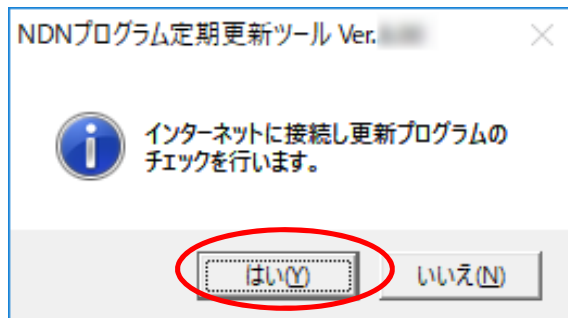 NDNプログラム定期更新ツール Ver.
インターネットに接続し更新プログラムの
チェックを行います。
はい(Y)
いいえ(N)